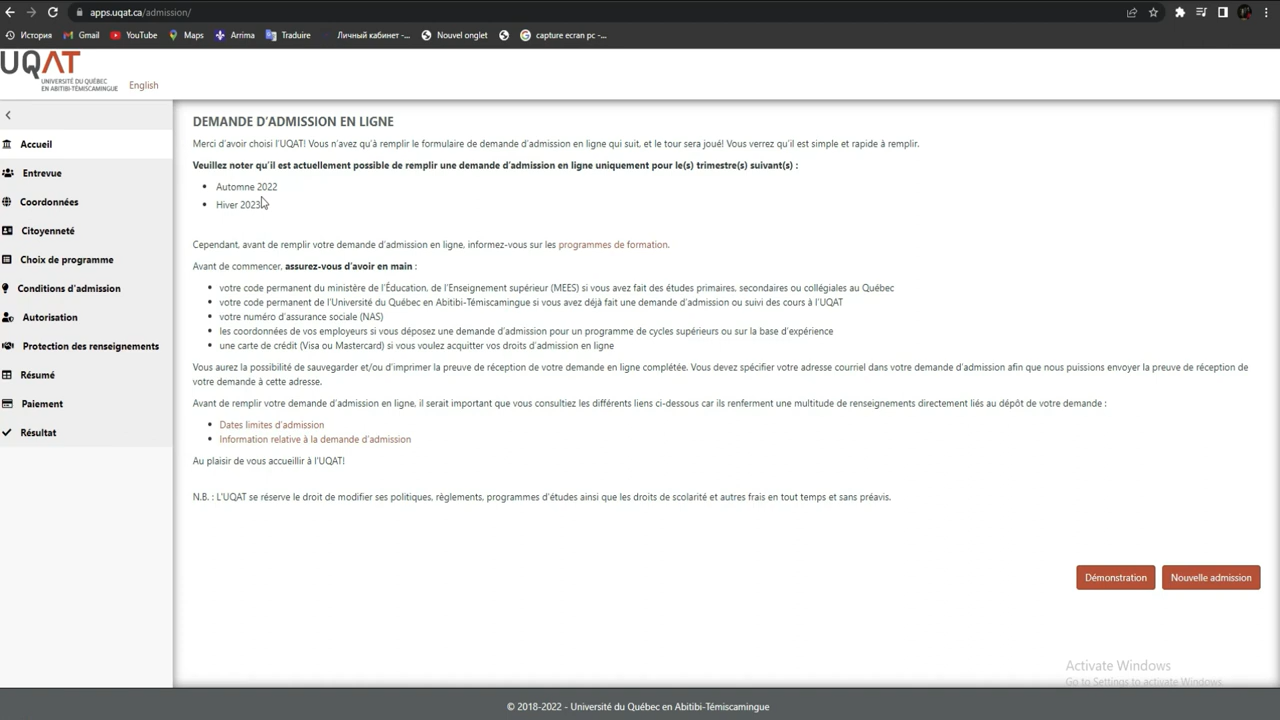 apps.uqat.ca/admission/
История Gmail YouTube Maps Arrima Traduire Личный кабинет -... Nouvel onglet capture ecran pc -...
UQAT
UNIVERSITÉ DU QUÉBEC
EN ABITIBI-TÉMISCAMINGUE
English
Accueil
Entrevue
Coordonnées
Citoyenneté
Choix de programme
Conditions d'admission
Autorisation
Protection des renseignements
Résumé
Paiement
Résultat
DEMANDE D'ADMISSION EN LIGNE
Merci d'avoir choisi l'UQAT! Vous n'avez qu'à remplir le formulaire de demande d'admission en ligne qui suit, et le tour sera joué! Vous verrez qu'il est simple et rapide à remplir.
Veuillez noter qu'il est actuellement possible de remplir une demande d'admission en ligne uniquement pour le(s) trimestre(s) suivant(s) :
• Automne 2022
• Hiver 2023
Cependant, avant de remplir votre demande d'admission en ligne, informez-vous sur les programmes de formation.
Avant de commencer, assurez-vous d'avoir en main :
• votre code permanent du ministère de l'Éducation, de l'Enseignement supérieur (MEES) si vous avez fait des études primaires, secondaires ou collégiales au Québec
• votre code permanent de l'Université du Québec en Abitibi-Témiscamingue si vous avez déjà fait une demande d'admission ou suivi des cours à l'UQAT
• votre numéro d'assurance sociale (NAS)
• les coordonnées de vos employeurs si vous déposez une demande d'admission pour un programme de cycles supérieurs ou sur la base d'expérience
• une carte de crédit (Visa ou Mastercard) si vous voulez acquitter vos droits d'admission en ligne
Vous aurez la possibilité de sauvegarder et/ou d'imprimer la preuve de réception de votre demande en ligne complétée. Vous devez spécifier votre adresse courriel dans votre demande d'admission afin que nous puissions envoyer la preuve de réception de
votre demande à cette adresse.
Avant de remplir votre demande d'admission en ligne, il serait important que vous consultiez les différents liens ci-dessous car ils renferment une multitude de renseignements directement liés au dépôt de votre demande :
• Dates limites d'admission
• Information relative à la demande d'admission
Au plaisir de vous accueillir à l'UQAT!
N.B. : L'UQAT se réserve le droit de modifier ses politiques, règlements, programmes d'études ainsi que les droits de scolarité et autres frais en tout temps et sans préavis.
Démonstration Nouvelle admission
Activate Windows
Go to Settings to activate Windows.
© 2018-2022 - Université du Québec en Abitibi-Témiscamingue